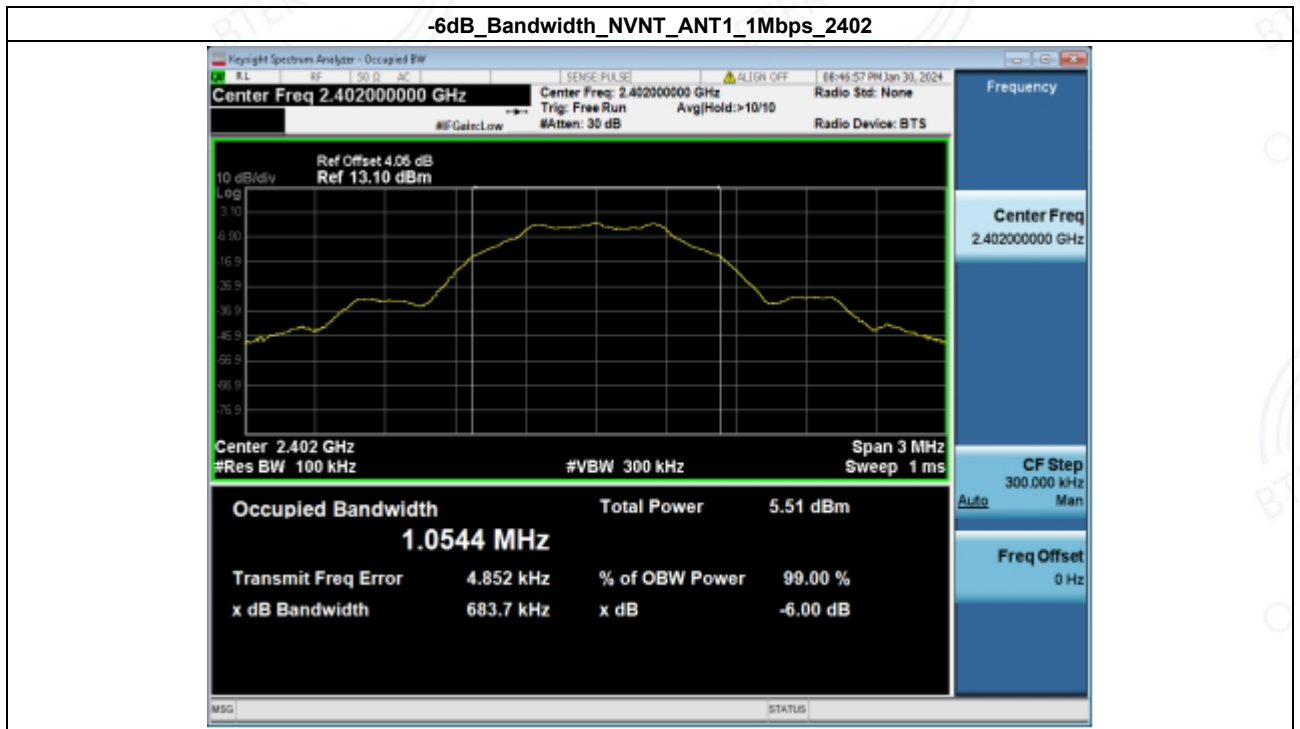 -6dB_Bandwidth_NVNT_ANT1_1Mbps_2402
Keysight Spectrum Analyzer - Occupied BW
RL RF 50 Ω AC SENSE:PULSE ALIGN OFF 08:46:57 PM Jan 30, 2024
Center Freq 2.402000000 GHz
Center Freq: 2.402000000 GHz Radio Std: None
Trig: Free Run Avg|Hold:>10/10
#IFGain:Low #Atten: 30 dB Radio Device: BTS
Frequency
Ref Offset 4.05 dB
10 dB/div Ref 13.10 dBm
Log
3.10
-6.90
-16.9
-26.9
-36.9
-46.9
-56.9
-66.9
-76.9
Center 2.402 GHz Span 3 MHz
#Res BW 100 kHz #VBW 300 kHz Sweep 1 ms
Center Freq
2.402000000 GHz
CF Step
300.000 kHz
Auto Man
Freq Offset
0 Hz
Occupied Bandwidth Total Power 5.51 dBm
1.0544 MHz
Transmit Freq Error 4.852 kHz % of OBW Power 99.00 %
x dB Bandwidth 683.7 kHz x dB -6.00 dB
MSG STATUS